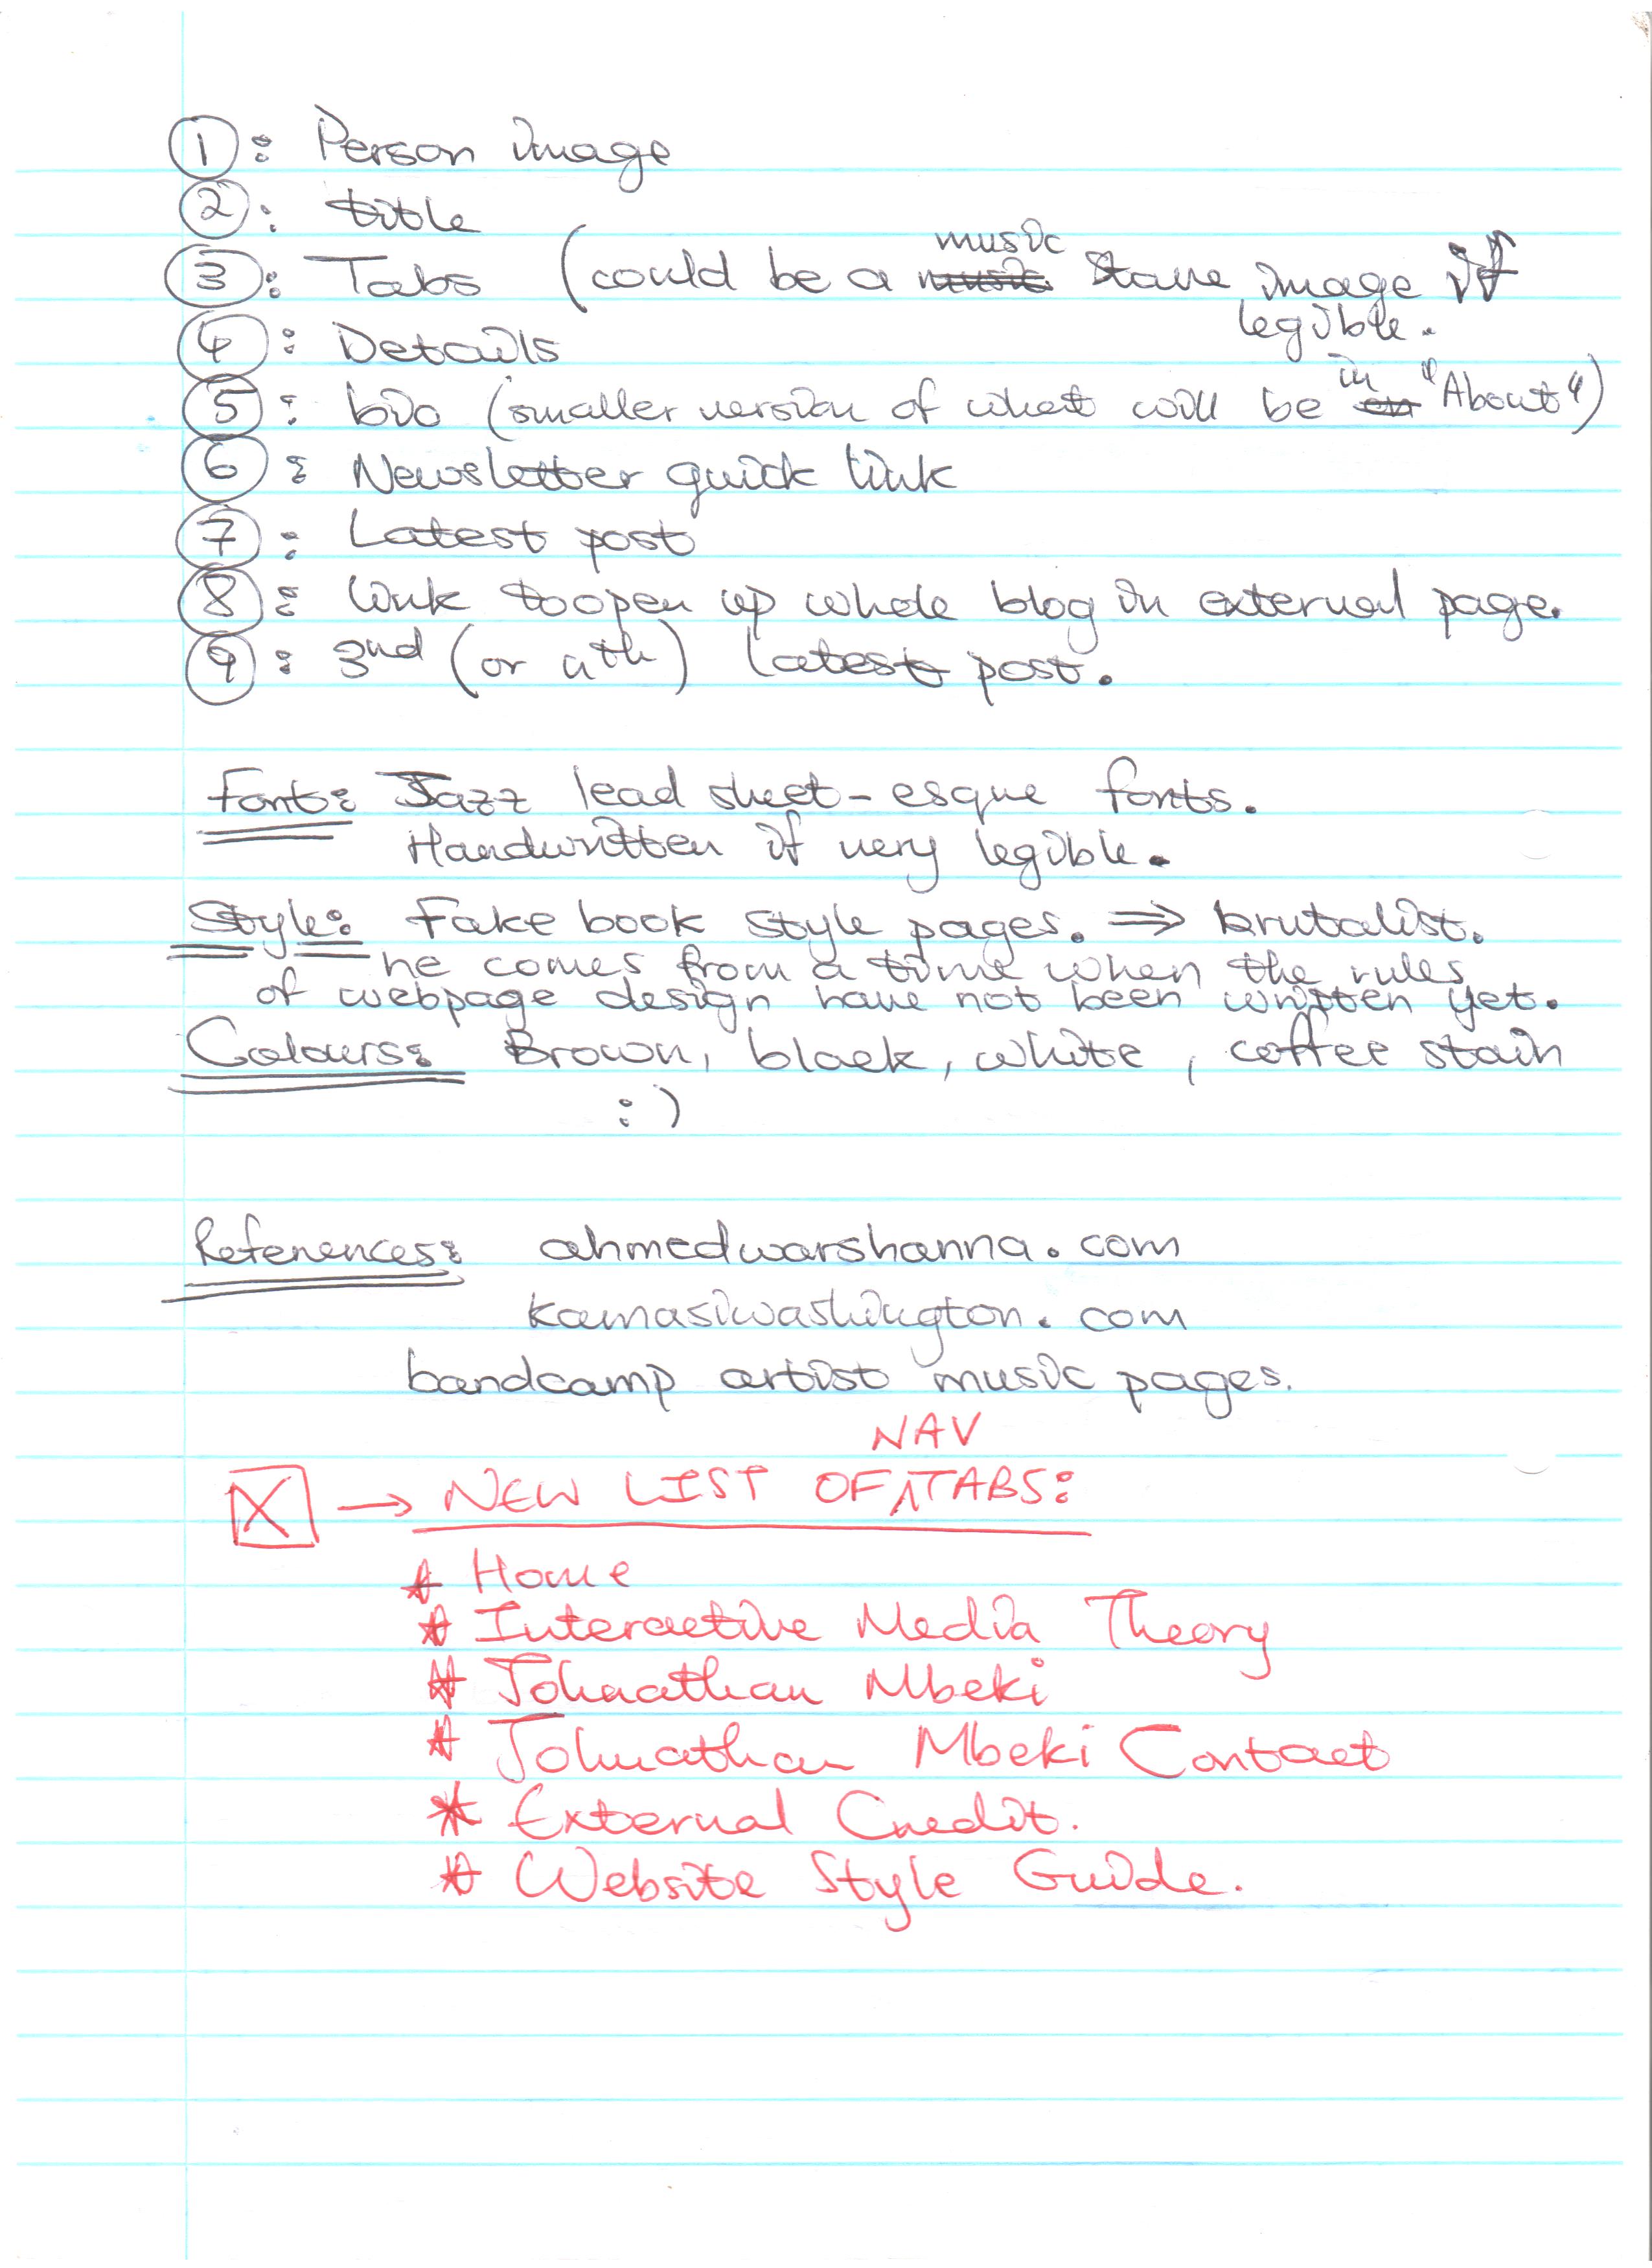 1: Person image
2: title
3: Tabs (could be a music stave image if
legible.
4: Details
5: bio (smaller version of what will be in "About")
6: Newsletter quick link
7: Latest post
8: Link to open up whole blog in external page.
9: 2nd (or nth) latest post.
Font: Jazz lead sheet-esque fonts.
Handwritten if very legible.
Style: Fake book style pages. ⇒ brutalist.
he comes from a time when the rules
of webpage design have not been written yet.
Colours: Brown, black, white, coffee stain
:)
References: ahmedwarshanna.com
kamasiwashington.com
bandcamp artist music pages.
X → NEW LIST OF NAV TABS:
* Home
* Interactive Media Theory
* Johnathan Mbeki
* Johnathan Mbeki Contact
* External Credit.
* Website Style Guide.